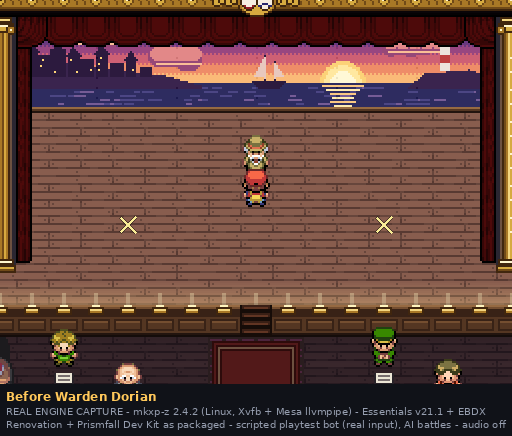 Before Warden Dorian
REAL ENGINE CAPTURE - mkxp-z 2.4.2 (Linux, Xvfb + Mesa llvmpipe) - Essentials v21.1 + EBDX
Renovation + Prismfall Dev Kit as packaged - scripted playtest bot (real input), AI battles - audio off